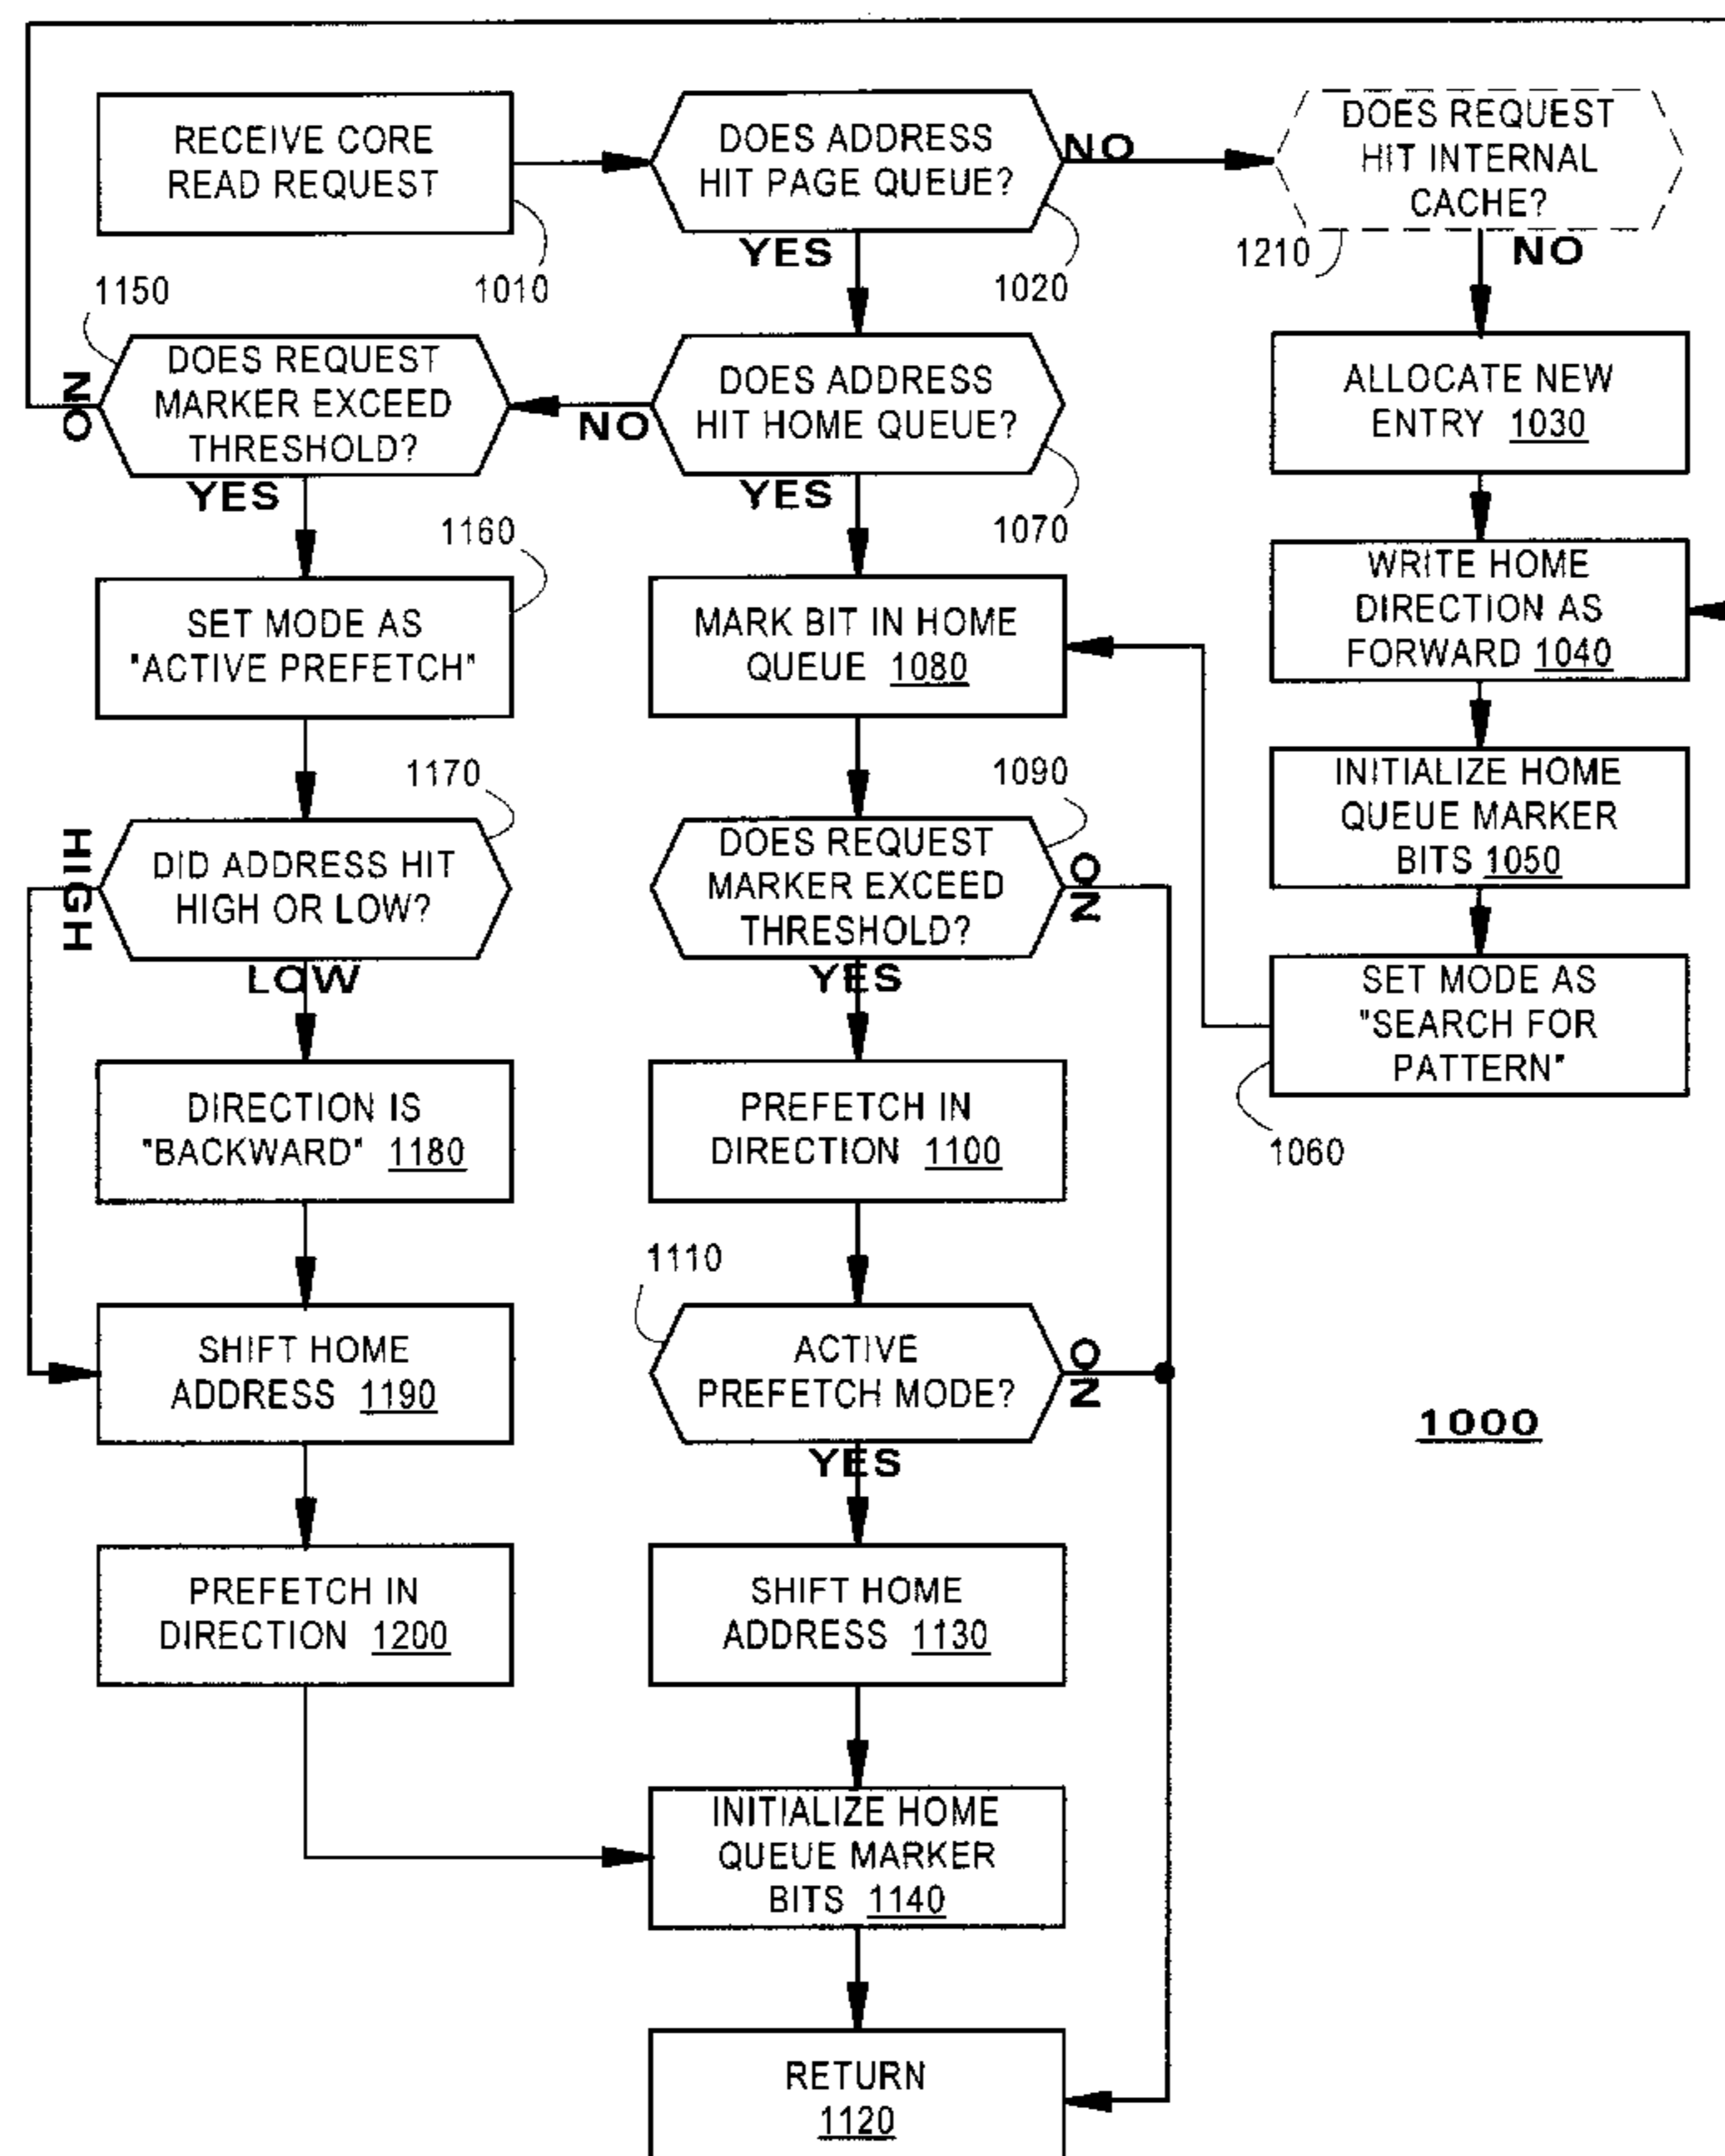 RECEIVE CORE
READ REQUEST
1010
DOES ADDRESS
HIT PAGE QUEUE?
NO
YES
1020
DOES REQUEST
HIT INTERNAL
CACHE?
1210
NO
1150
DOES REQUEST
MARKER EXCEED
THRESHOLD?
NO
YES
DOES ADDRESS
HIT HOME QUEUE?
NO
YES
1070
ALLOCATE NEW
ENTRY 1030
1160
SET MODE AS
"ACTIVE PREFETCH"
MARK BIT IN HOME
QUEUE 1080
WRITE HOME
DIRECTION AS
FORWARD 1040
1170
DID ADDRESS HIT
HIGH OR LOW?
HIGH
LOW
1090
DOES REQUEST
MARKER EXCEED
THRESHOLD?
NO
YES
INITIALIZE HOME
QUEUE MARKER
BITS 1050
SET MODE AS
"SEARCH FOR
PATTERN"
1060
DIRECTION IS
"BACKWARD" 1180
PREFETCH IN
DIRECTION 1100
1110
SHIFT HOME
ADDRESS 1190
ACTIVE
PREFETCH MODE?
NO
YES
1000
PREFETCH IN
DIRECTION 1200
SHIFT HOME
ADDRESS 1130
INITIALIZE HOME
QUEUE MARKER
BITS 1140
RETURN
1120